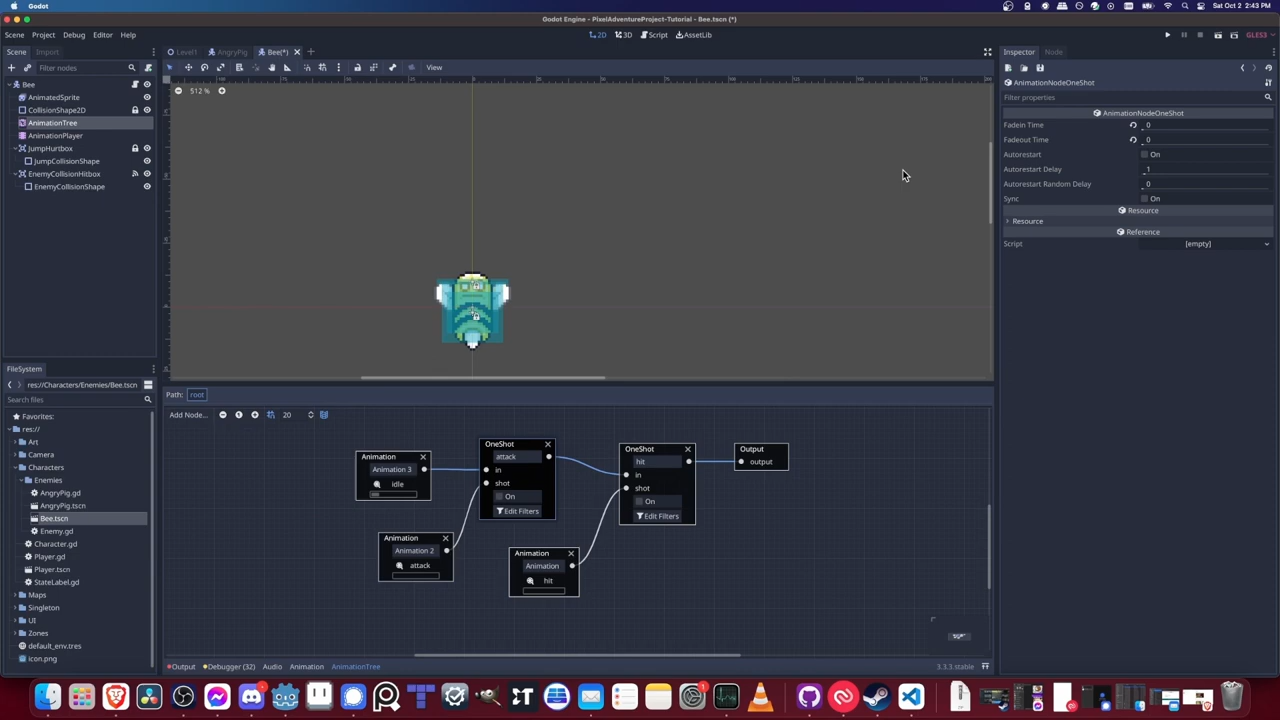 Godot
Sat Oct 2 2:43 PM
Godot Engine - PixelAdventureProject-Tutorial - Bee.tscn (*)
Scene Project Debug Editor Help
2D 3D Script AssetLib
GLES3
Scene Import
Filter nodes
Bee
AnimatedSprite
CollisionShape2D
AnimationTree
AnimationPlayer
JumpHurtbox
JumpCollisionShape
EnemyCollisionHitbox
EnemyCollisionShape
FileSystem
res://Characters/Enemies/Bee.tscn
Search files
Favorites:
res://
Art
Camera
Characters
Enemies
AngryPig.gd
AngryPig.tscn
Bee.tscn
Enemy.gd
Character.gd
Player.gd
Player.tscn
StateLabel.gd
Maps
Singleton
UI
Zones
default_env.tres
icon.png
Level1 AngryPig Bee(*)
View
512 %
Path: root
Add Node... 20
Animation
Animation 3
idle
OneShot
attack
in
shot
On
Edit Filters
OneShot
hit
in
shot
On
Edit Filters
Output
output
Animation
Animation 2
attack
Animation
Animation
hit
Output Debugger (32) Audio Animation AnimationTree
3.3.3.stable
Inspector Node
AnimationNodeOneShot
Filter properties
AnimationNodeOneShot
Fadein Time 0
Fadeout Time 0
Autorestart On
Autorestart Delay 1
Autorestart Random Delay 0
Sync On
Resource
Resource
Reference
Script [empty]